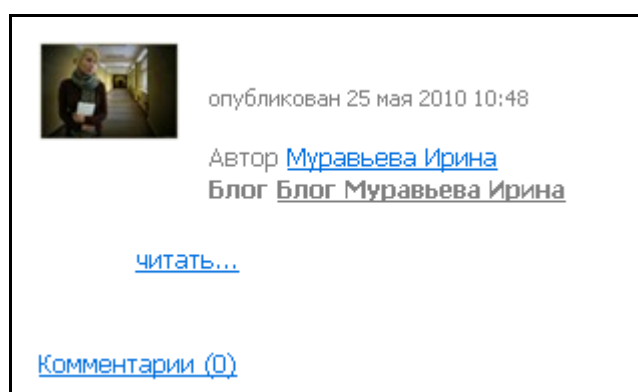 опубликован 25 мая 2010 10:48
Автор Муравьева Ирина
Блог Блог Муравьева Ирина
читать...
Комментарии (0)